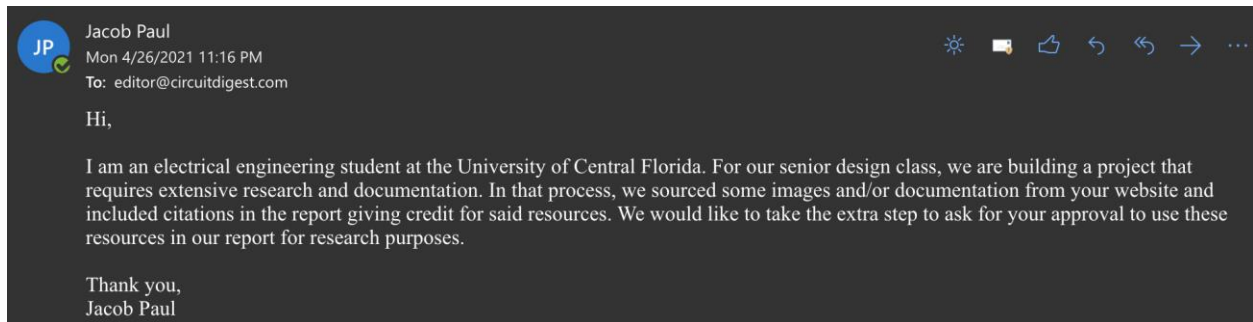 JP
Jacob Paul
Mon 4/26/2021 11:16 PM
To: editor@circuitdigest.com
Hi,
I am an electrical engineering student at the University of Central Florida. For our senior design class, we are building a project that
requires extensive research and documentation. In that process, we sourced some images and/or documentation from your website and
included citations in the report giving credit for said resources. We would like to take the extra step to ask for your approval to use these
resources in our report for research purposes.
Thank you,
Jacob Paul